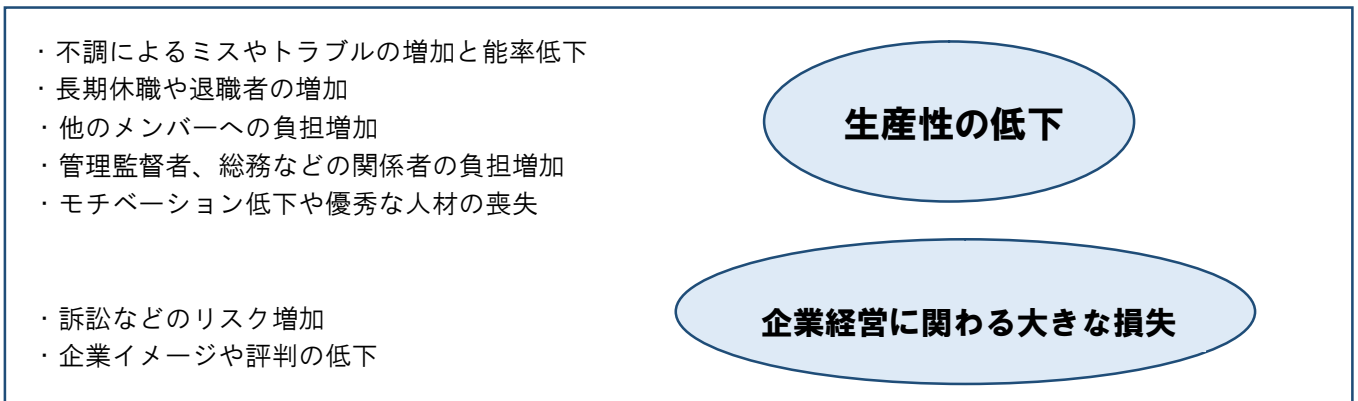 ・不調によるミスやトラブルの増加と能率低下
・長期休職や退職者の増加
・他のメンバーへの負担増加
・管理監督者、総務などの関係者の負担増加
・モチベーション低下や優秀な人材の喪失
生産性の低下
・訴訟などのリスク増加
・企業イメージや評判の低下
企業経営に関わる大きな損失